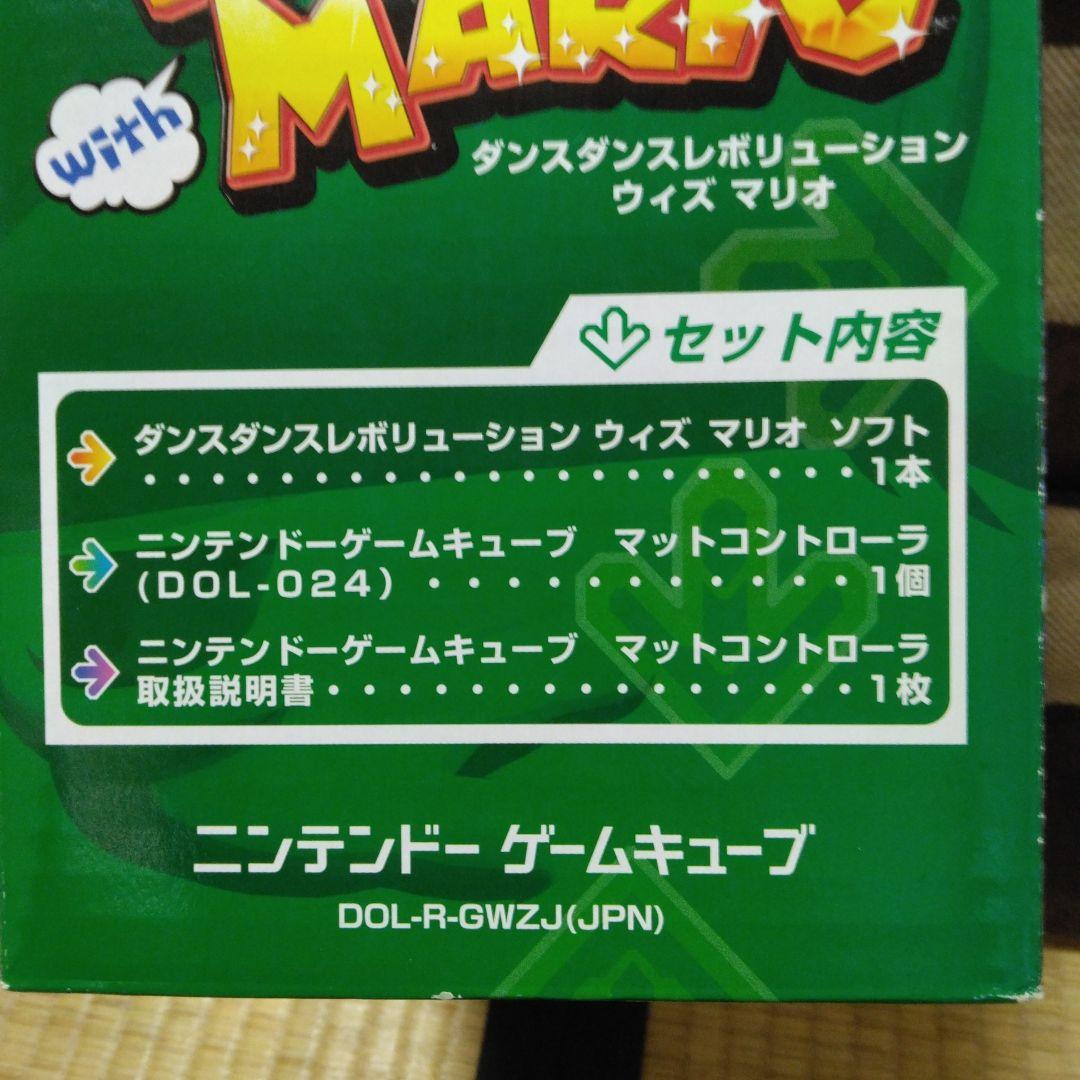 with MARIO
ダンスダンスレボリューション
ウィズ マリオ
セット内容
ダンスダンスレボリューション ウィズ マリオ ソフト
・・・・・・・・・・・・・・・・・・・・・・1本
ニンテンドーゲームキューブ マットコントローラ
(DOL-024)・・・・・・・・・・・・1個
ニンテンドーゲームキューブ マットコントローラ
取扱説明書・・・・・・・・・・・・・・・1枚
ニンテンドー ゲームキューブ
DOL-R-GWZJ(JPN)